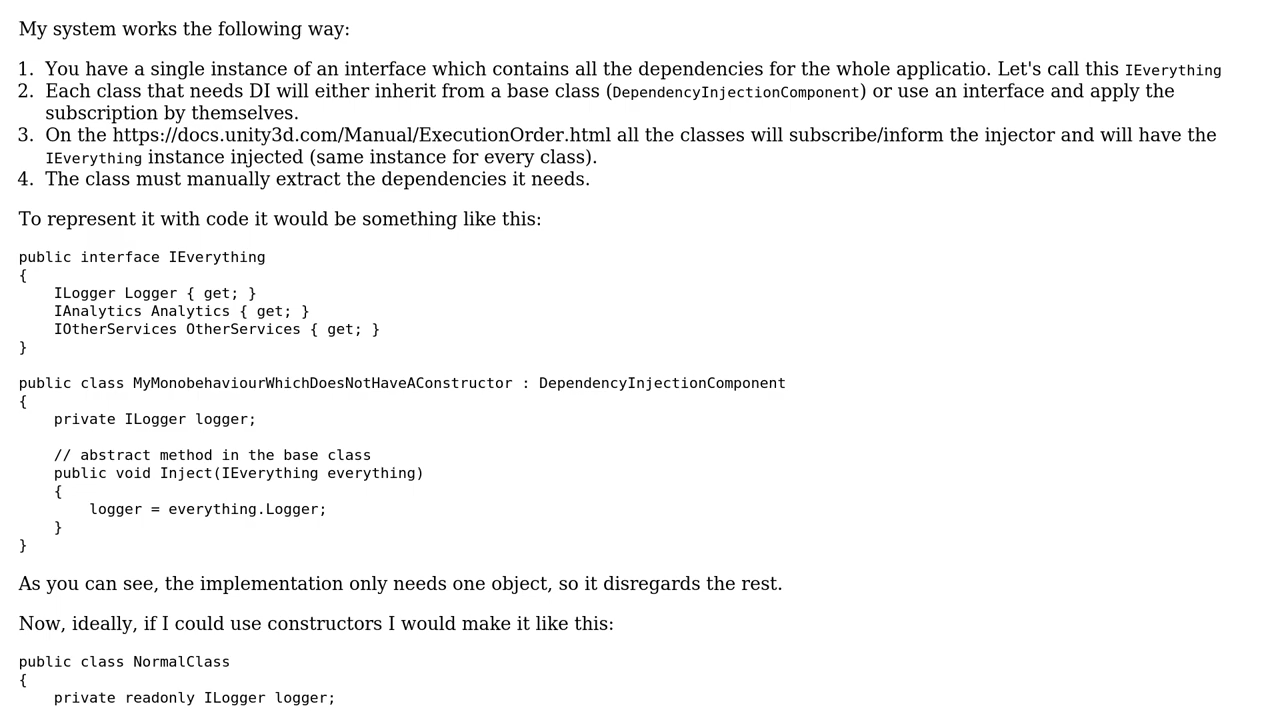 My system works the following way:
1. You have a single instance of an interface which contains all the dependencies for the whole applicatio. Let's call this IEverything
2. Each class that needs DI will either inherit from a base class (DependencyInjectionComponent) or use an interface and apply the
subscription by themselves.
3. On the https://docs.unity3d.com/Manual/ExecutionOrder.html all the classes will subscribe/inform the injector and will have the
IEverything instance injected (same instance for every class).
4. The class must manually extract the dependencies it needs.
To represent it with code it would be something like this:
public interface IEverything
{
    ILogger Logger { get; }
    IAnalytics Analytics { get; }
    IOtherServices OtherServices { get; }
}
public class MyMonobehaviourWhichDoesNotHaveAConstructor : DependencyInjectionComponent
{
    private ILogger logger;
    // abstract method in the base class
    public void Inject(IEverything everything)
    {
        logger = everything.Logger;
    }
}
As you can see, the implementation only needs one object, so it disregards the rest.
Now, ideally, if I could use constructors I would make it like this:
public class NormalClass
{
    private readonly ILogger logger;